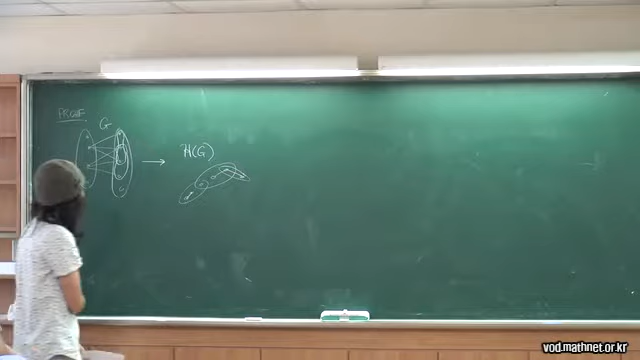 PROOF
G
→ H(G)
vod.mathnet.or.kr